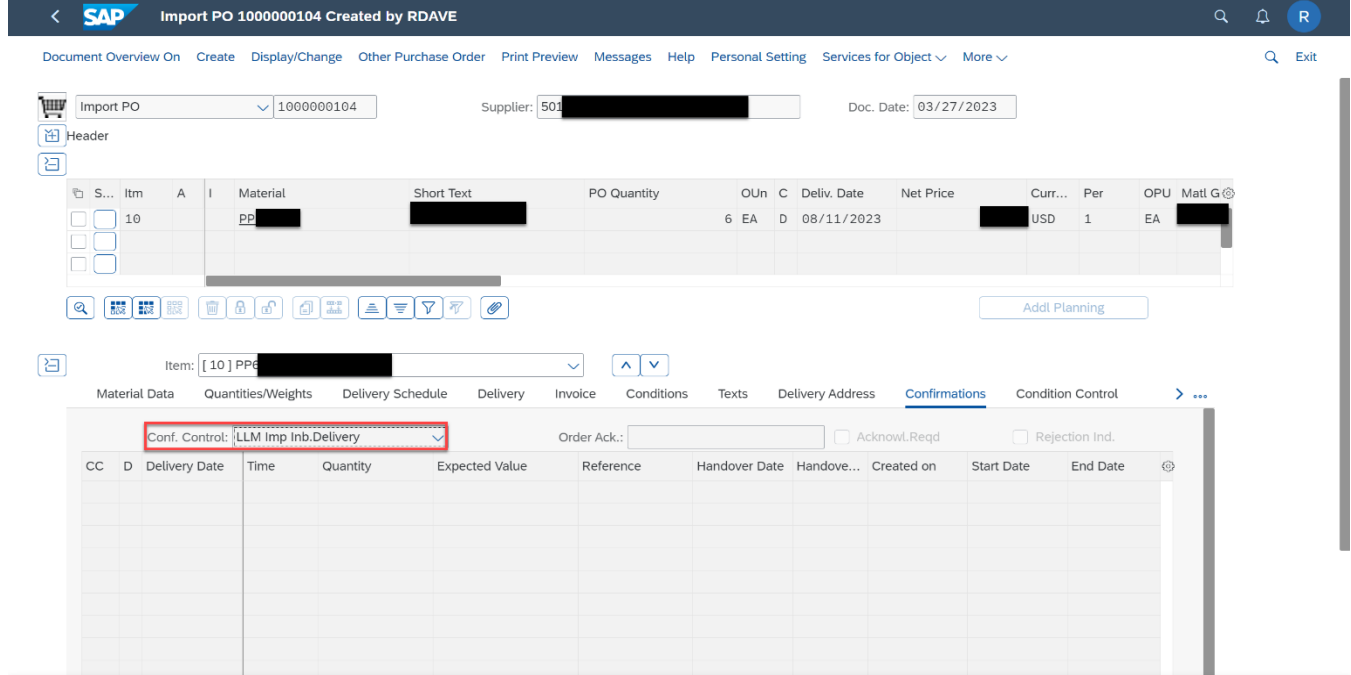 SAP Import PO 1000000104 Created by RDAVE R
Document Overview On Create Display/Change Other Purchase Order Print Preview Messages Help Personal Setting Services for Object More Exit
Import PO 1000000104 Supplier: 501 Doc. Date: 03/27/2023
Header
S... Itm A I Material Short Text PO Quantity OUn C Deliv. Date Net Price Curr... Per OPU Matl G
10 PP 6 EA D 08/11/2023 USD 1 EA
Addl Planning
Item: [ 10 ] PP6
Material Data Quantities/Weights Delivery Schedule Delivery Invoice Conditions Texts Delivery Address Confirmations Condition Control
Conf. Control: LLM Imp Inb.Delivery Order Ack.: Acknowl.Reqd Rejection Ind.
CC D Delivery Date Time Quantity Expected Value Reference Handover Date Handove... Created on Start Date End Date